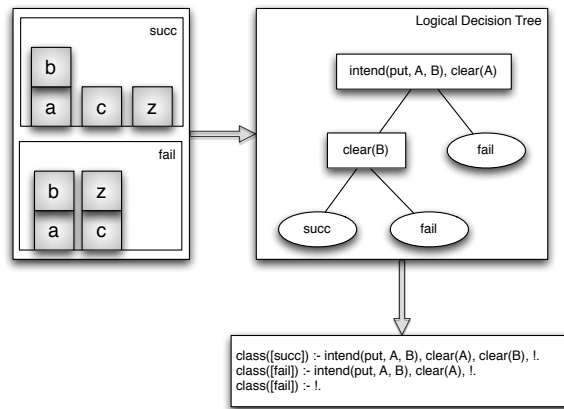 succ
b
a
c
z
fail
b
z
a
c
Logical Decision Tree
intend(put, A, B), clear(A)
clear(B)
fail
succ
fail
class([succ]) :- intend(put, A, B), clear(A), clear(B), !.
class([fail]) :- intend(put, A, B), clear(A), !.
class([fail]) :- !.